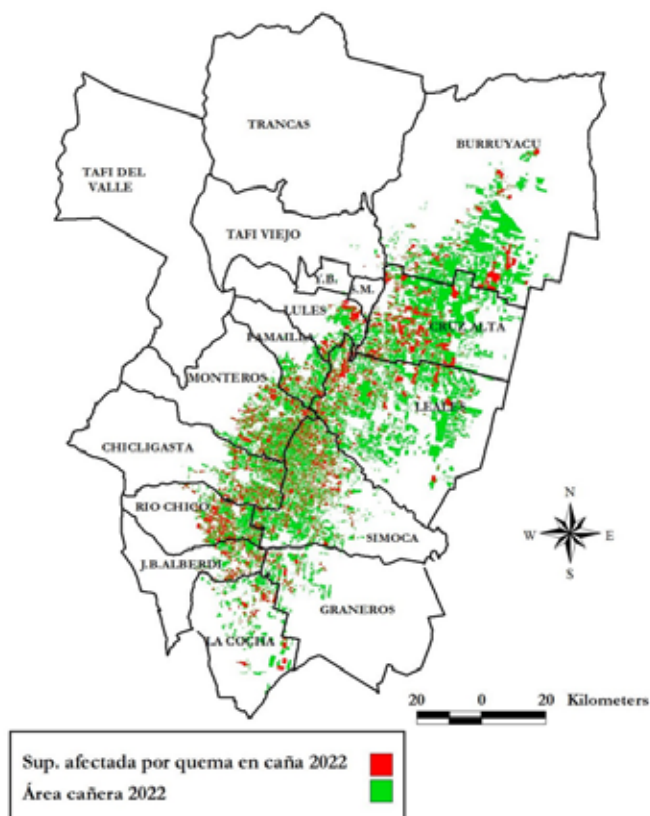 TRANCAS
BURRUYACU
TAFI DEL
VALLE
TAFI VIEJO
Y.B.
S.M.
LULES
CRUZ ALTA
FAMAILLA
MONTEROS
LEALES
CHICLIGASTA
RIO CHICO
SIMOCA
J.B.ALBERDI
GRANEROS
LA COCHA
N
W
E
S
20 0 20 Kilometers
Sup. afectada por quema en caña 2022
Área cañera 2022